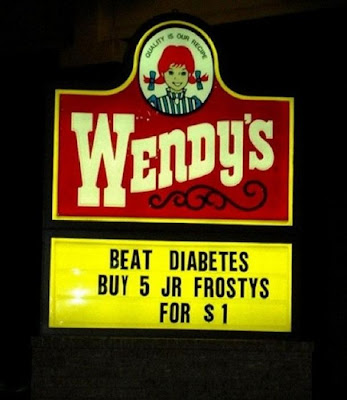 QUALITY IS OUR RECIPE
WENDY'S
BEAT DIABETES
BUY 5 JR FROSTYS
FOR $1